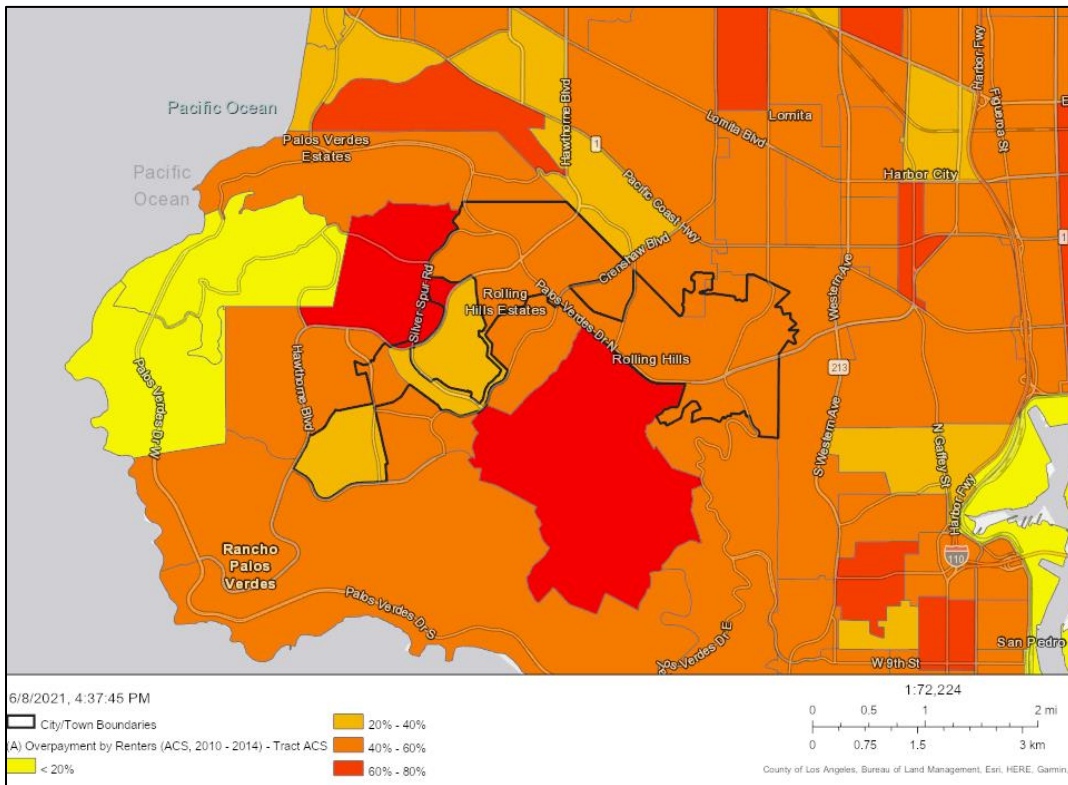 Pacific Ocean
Pacific
Ocean
Palos Verdes
Estates
Hawthorne Blvd
1
Lomita Blvd
Lomita
Harbor Fwy
Figueroa St
Harbor City
Pacific Coast Hwy
Crenshaw Blvd
Silver Spur Rd
Rolling
Hills Estates
Palos Verdes Dr N
Rolling Hills
Western Ave
213
Hawthorne Blvd
Palos Verdes Dr W
S Western Ave
N Gaffey St
Harbor Fwy
110
Rancho
Palos
Verdes
Palos Verdes Dr S
Verdes Dr E
San Pedro
W 9th St
6/8/2021, 4:37:45 PM
City/Town Boundaries
(A) Overpayment by Renters (ACS, 2010 - 2014) - Tract ACS
< 20%
20% - 40%
40% - 60%
60% - 80%
1:72,224
0 0.5 1 2 mi
0 0.75 1.5 3 km
County of Los Angeles, Bureau of Land Management, Esri, HERE, Garmin,